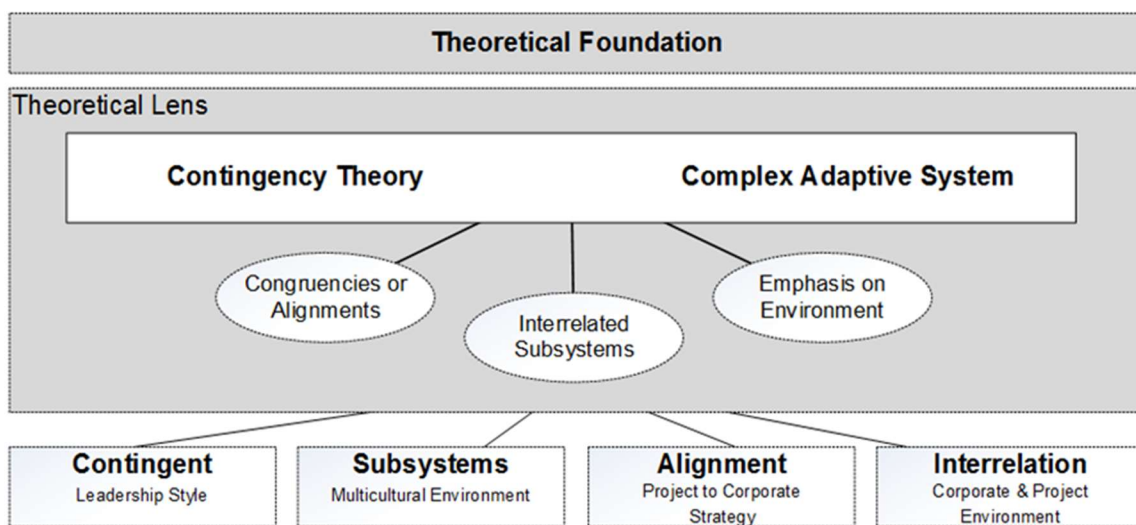 Theoretical Foundation
Theoretical Lens
Contingency Theory
Complex Adaptive System
Congruencies or
Alignments
Interrelated
Subsystems
Emphasis on
Environment
Contingent
Leadership Style
Subsystems
Multicultural Environment
Alignment
Project to Corporate
Strategy
Interrelation
Corporate & Project
Environment